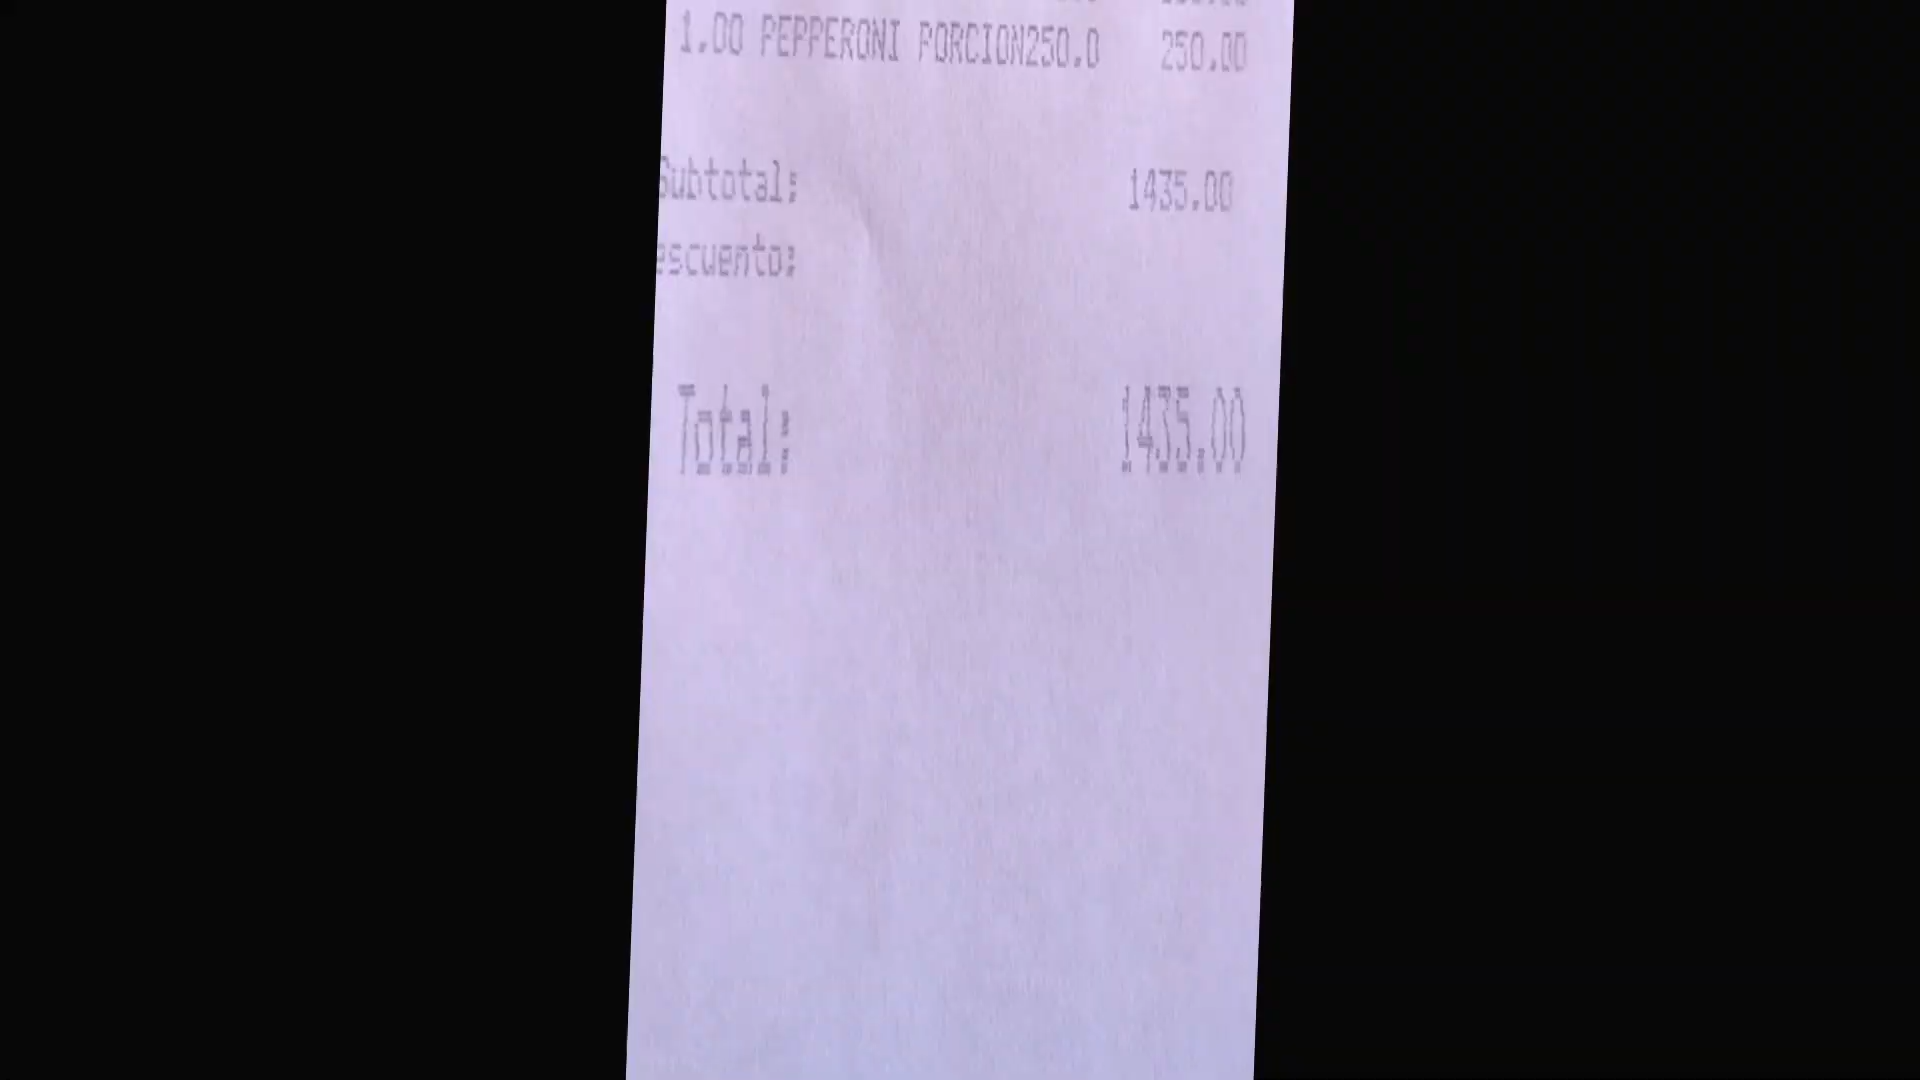 1.00 PEPPERONI PORCION250.0 250.00
Subtotal: 1435.00
escuento:
Total: 1435.00